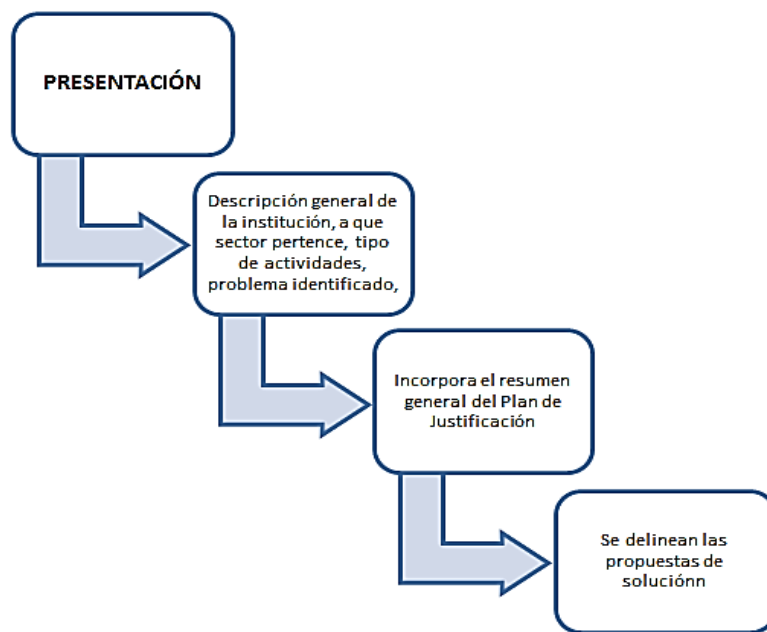 PRESENTACIÓN
Descripción general de
la institución, a que
sector pertence, tipo
de actividades,
problema identificado,
Incorpora el resumen
general del Plan de
Justificación
Se delinean las
propuestas de
soluciónn